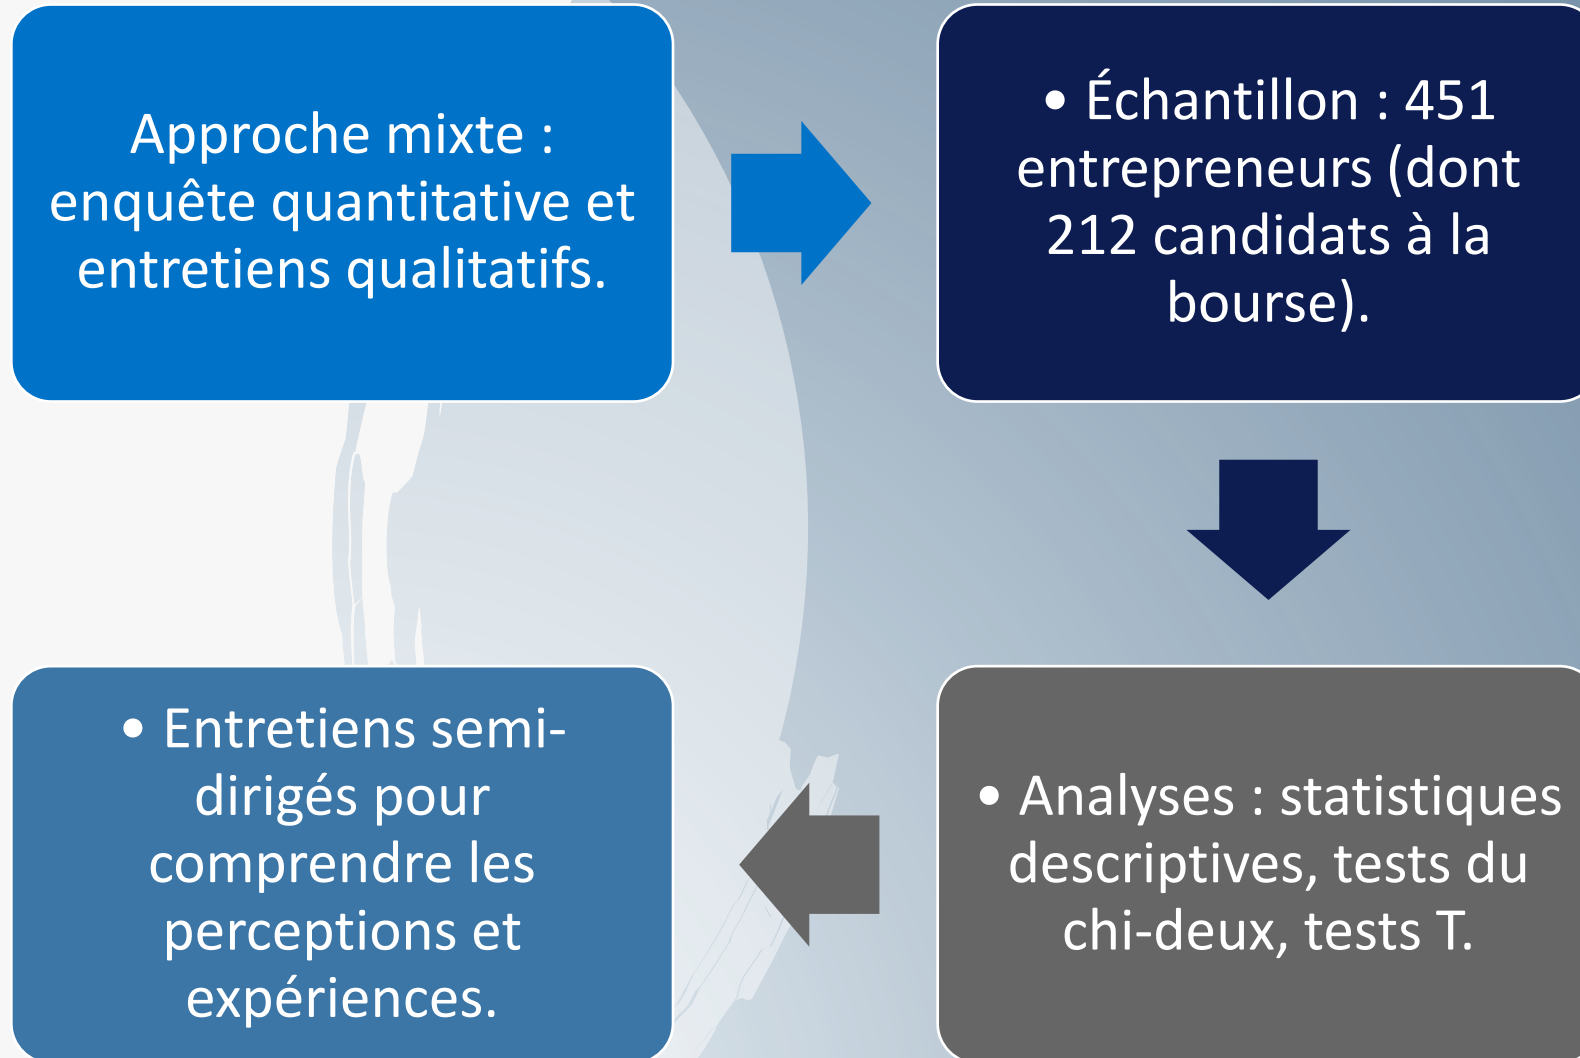 Approche mixte :
enquête quantitative et
entretiens qualitatifs.
• Échantillon : 451
entrepreneurs (dont
212 candidats à la
bourse).
• Analyses : statistiques
descriptives, tests du
chi-deux, tests T.
• Entretiens semi-
dirigés pour
comprendre les
perceptions et
expériences.